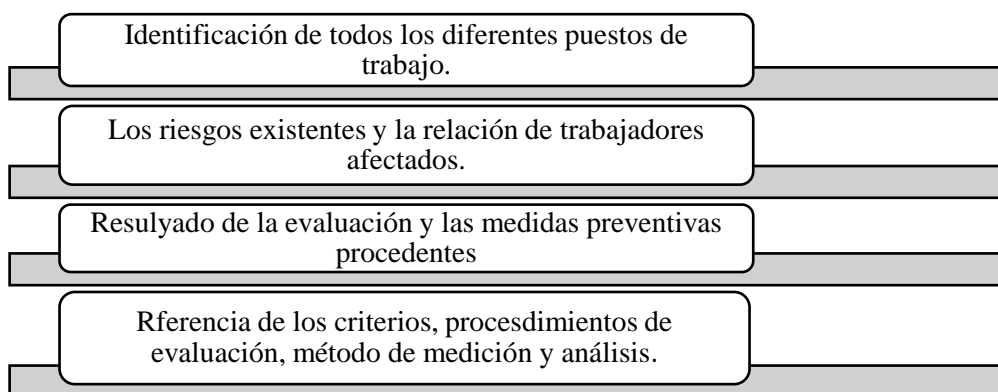 Identificación de todos los diferentes puestos de
trabajo.
Los riesgos existentes y la relación de trabajadores
afectados.
Resulyado de la evaluación y las medidas preventivas
procedentes
Rferencia de los criterios, procesdimientos de
evaluación, método de medición y análisis.